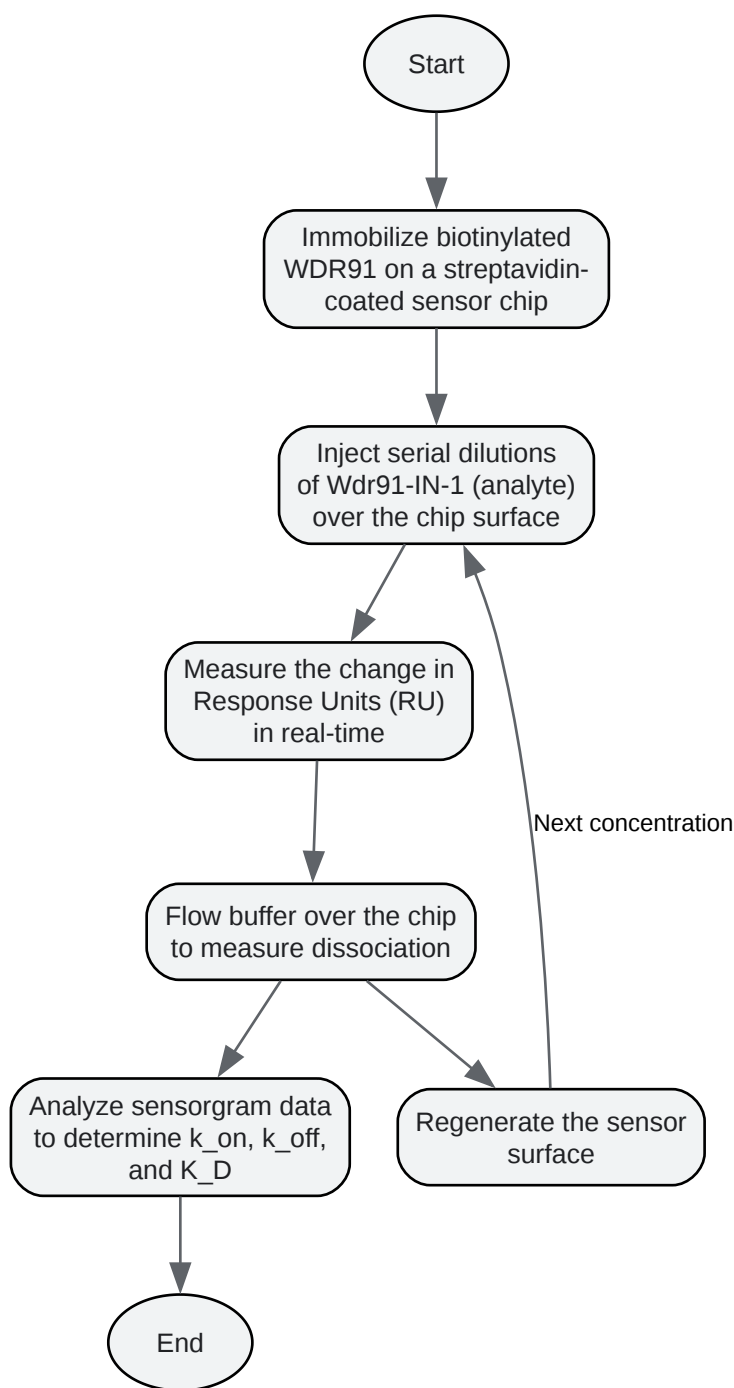 Start
Immobilize biotinylated
WDR91 on a streptavidin-
coated sensor chip
Inject serial dilutions
of Wdr91-IN-1 (analyte)
over the chip surface
Measure the change in
Response Units (RU)
in real-time
Next concentration
Flow buffer over the chip
to measure dissociation
Analyze sensorgram data
to determine k_on, k_off,
and K_D
Regenerate the sensor
surface
End